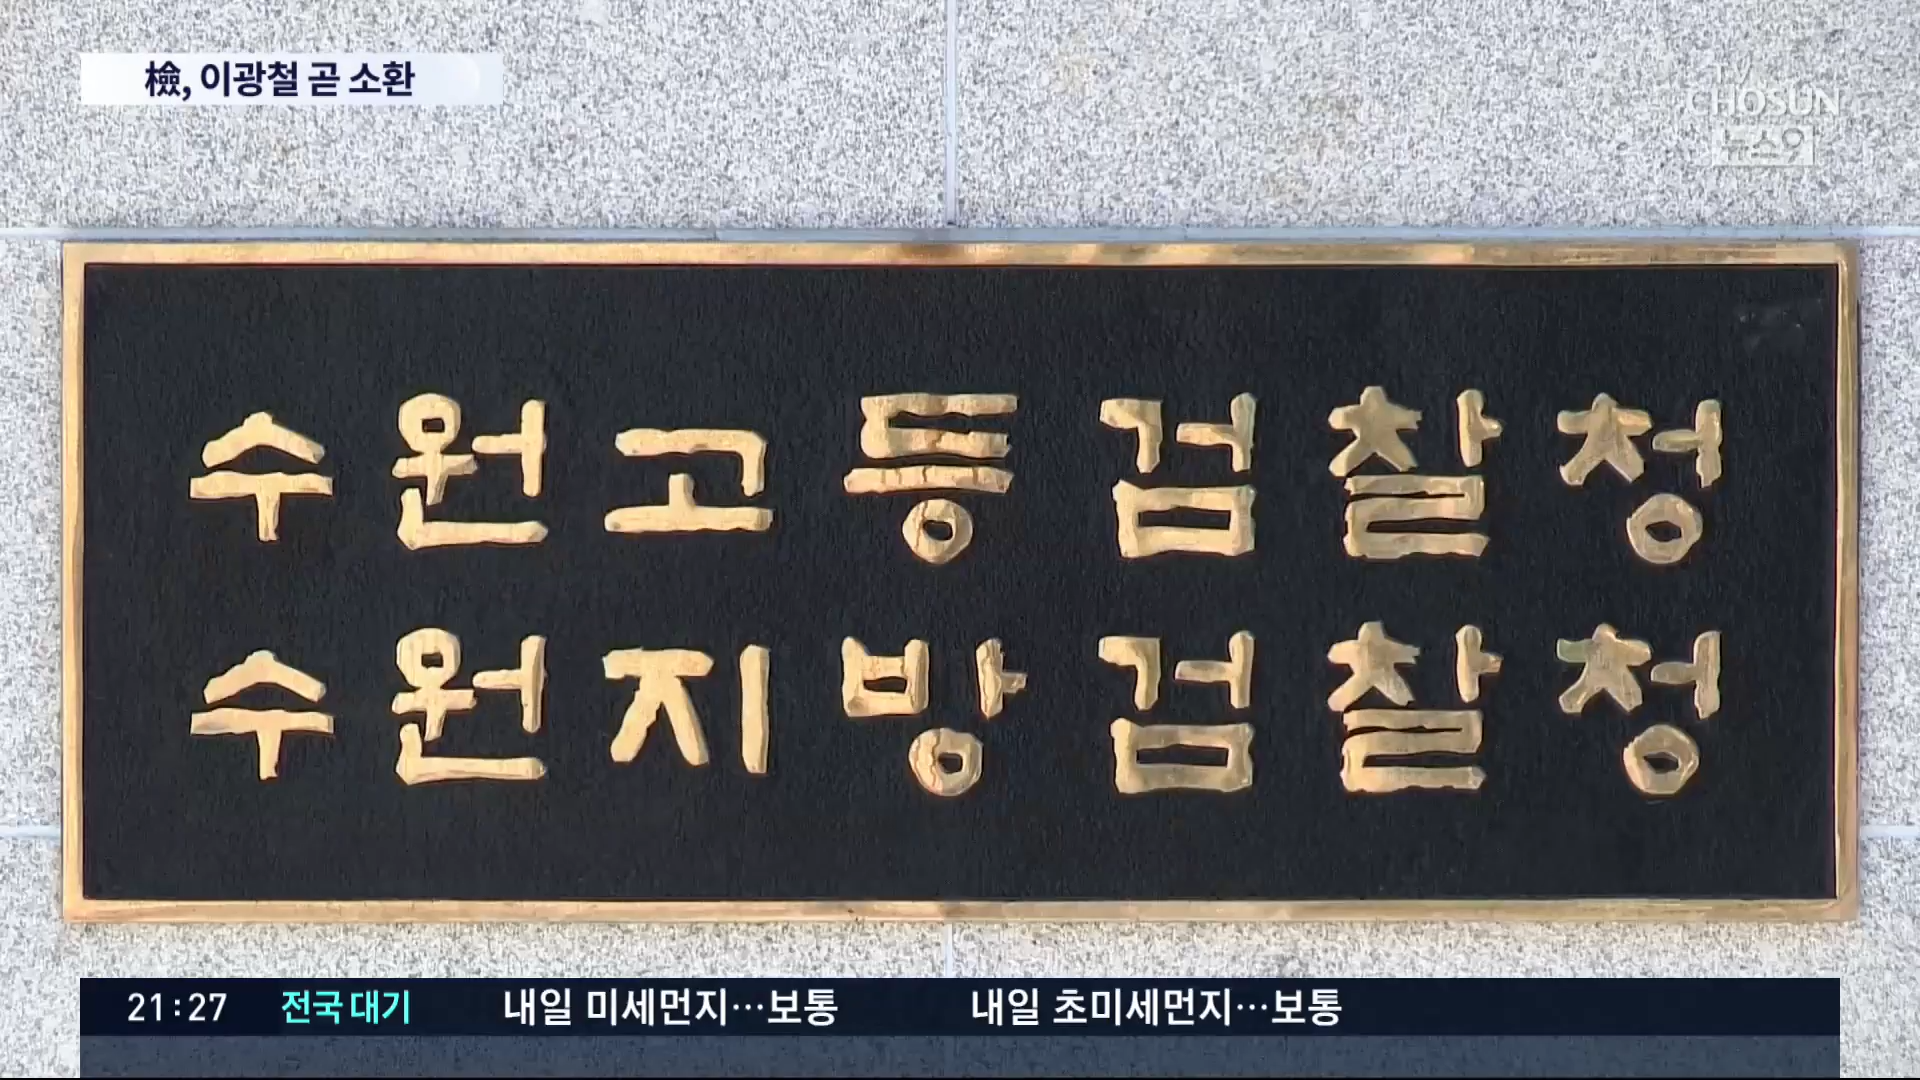 檢, 이광철 곧 소환
TV
CHOSUN
뉴스9
수원고등검찰청
수원지방검찰청
21:27 전국 대기 내일 미세먼지…보통 내일 초미세먼지…보통